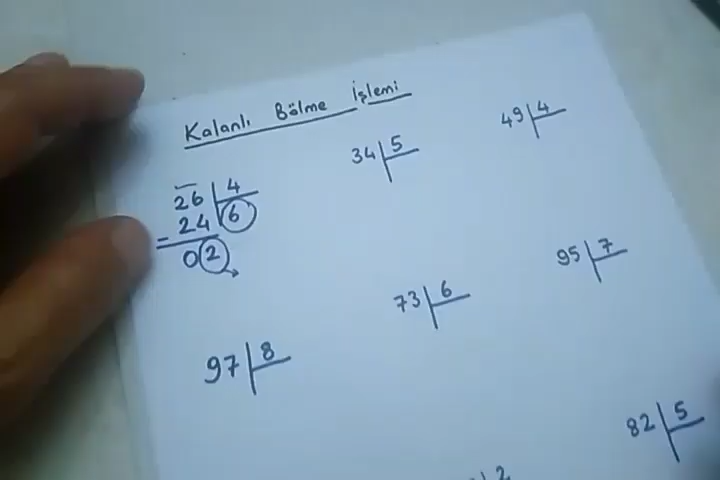 Kalanlı Bölme İşlemi
26 | 4
- 24 | 6
02
34 | 5
49 | 4
97 | 8
73 | 6
95 | 7
82 | 5
2